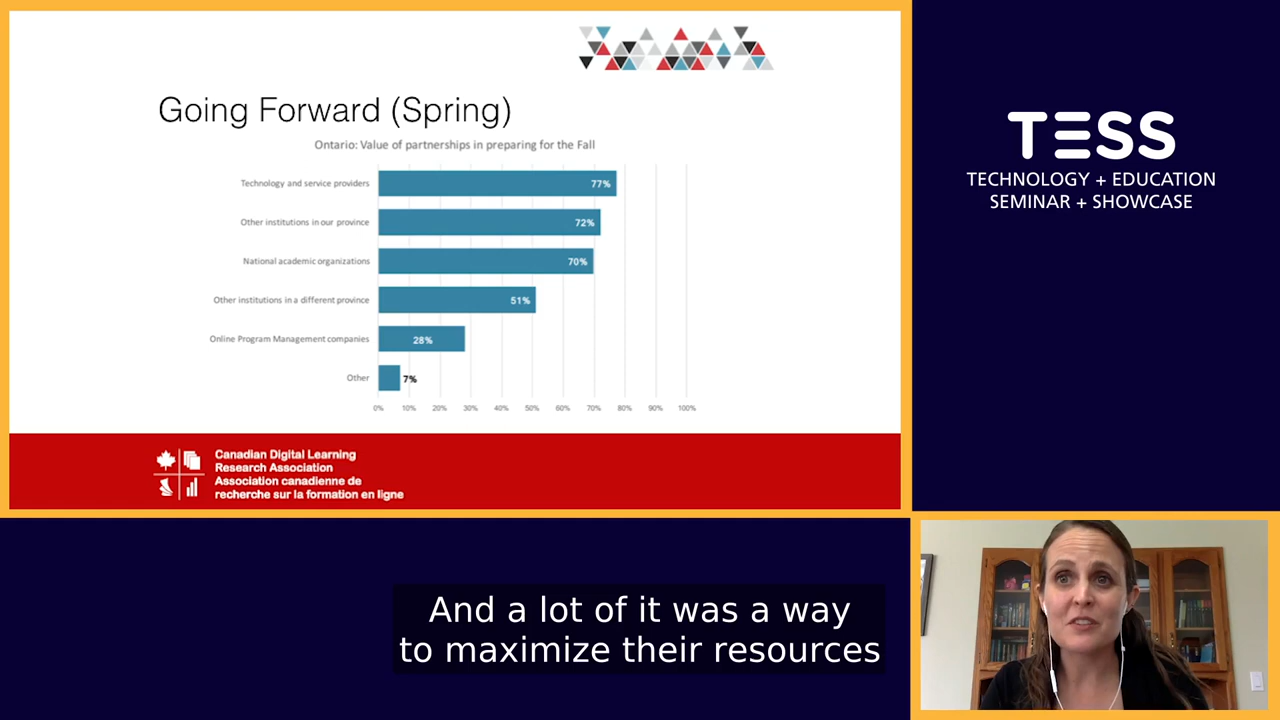 Going Forward (Spring)
Ontario: Value of partnerships in preparing for the Fall
Technology and service providers
77%
Other institutions in our province
72%
National academic organizations
70%
Other institutions in a different province
51%
Online Program Management companies
28%
Other
7%
0% 10% 20% 30% 40% 50% 60% 70% 80% 90% 100%
Canadian Digital Learning
Research Association
Association canadienne de
recherche sur la formation en ligne
TESS
TECHNOLOGY + EDUCATION
SEMINAR + SHOWCASE
And a lot of it was a way
to maximize their resources